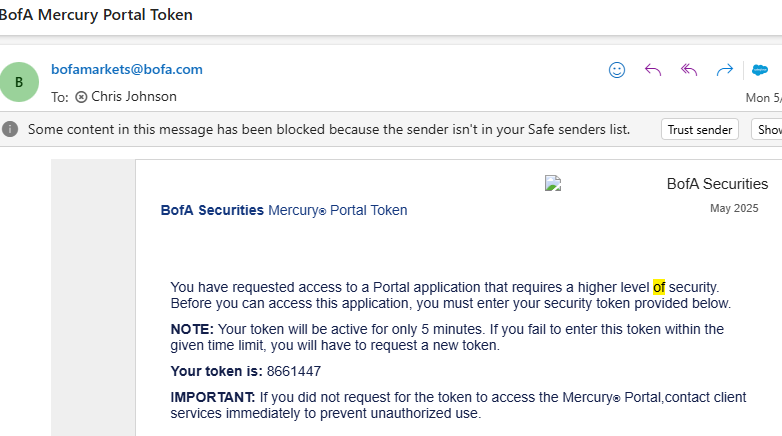 BofA Mercury Portal Token
B
bofamarkets@bofa.com
To: Chris Johnson
Mon 5/
Some content in this message has been blocked because the sender isn't in your Safe senders list.
Trust sender
Show
BofA Securities
BofA Securities Mercury® Portal Token
May 2025
You have requested access to a Portal application that requires a higher level of security.
Before you can access this application, you must enter your security token provided below.
NOTE: Your token will be active for only 5 minutes. If you fail to enter this token within the
given time limit, you will have to request a new token.
Your token is: 8661447
IMPORTANT: If you did not request for the token to access the Mercury® Portal,contact client
services immediately to prevent unauthorized use.